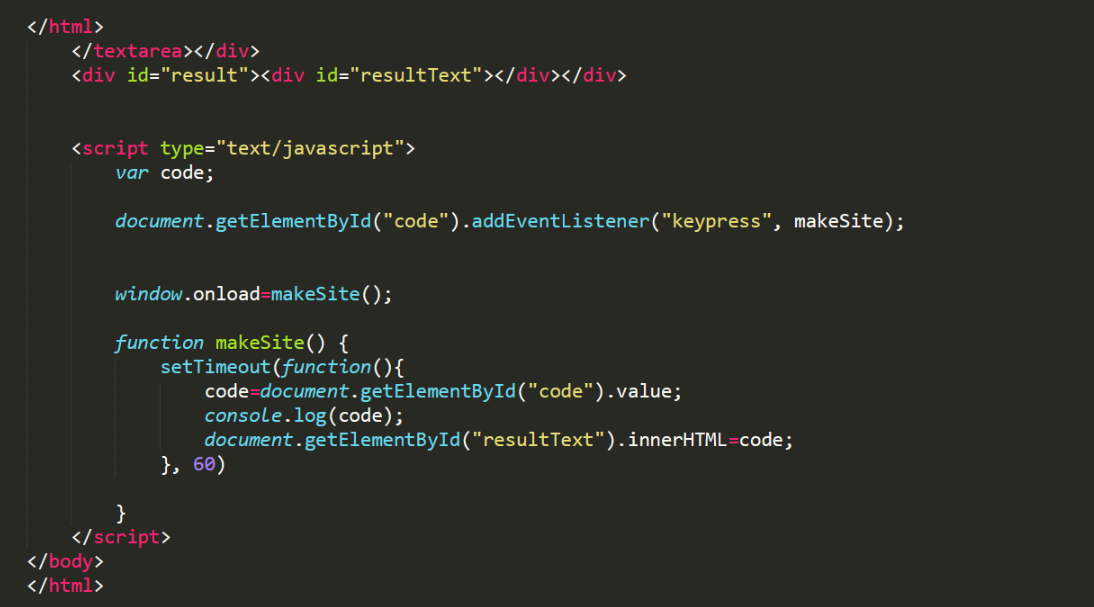 </html>
</textarea></div>
<div id="result"><div id="resultText"></div></div>
<script type="text/javascript">
var code;
document.getElementById("code").addEventListener("keypress", makeSite);
window.onload=makeSite();
function makeSite() {
setTimeout(function(){
code=document.getElementById("code").value;
console.log(code);
document.getElementById("resultText").innerHTML=code;
}, 60)
}
</script>
</body>
</html>